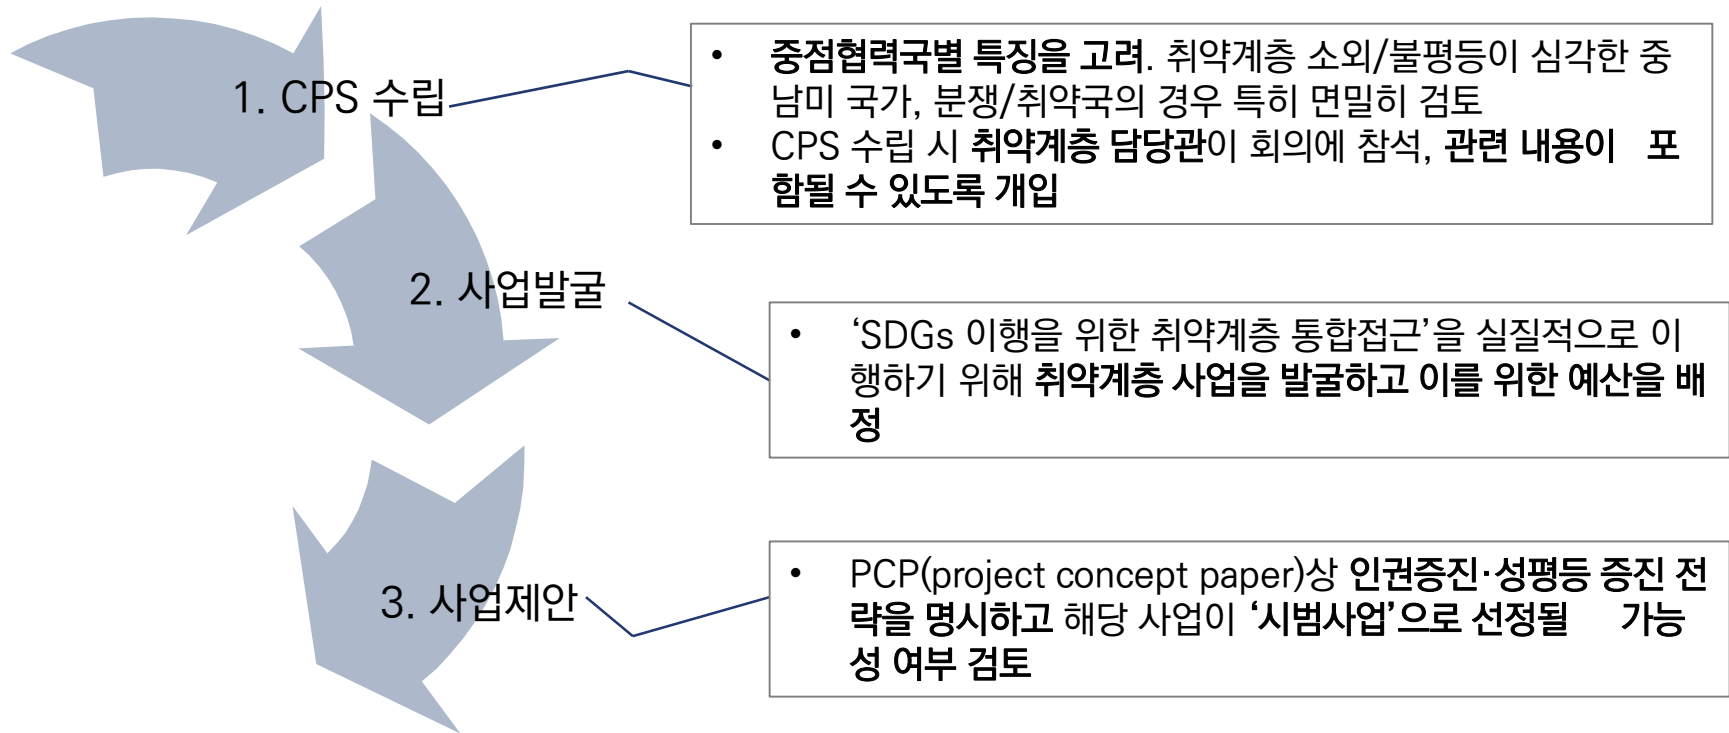 1. CPS 수립
• 중점협력국별 특징을 고려. 취약계층 소외/불평등이 심각한 중
남미 국가, 분쟁/취약국의 경우 특히 면밀히 검토
• CPS 수립 시 취약계층 담당관이 회의에 참석, 관련 내용이 포
함될 수 있도록 개입
2. 사업발굴
• ‘SDGs 이행을 위한 취약계층 통합접근’을 실질적으로 이
행하기 위해 취약계층 사업을 발굴하고 이를 위한 예산을 배
정
3. 사업제안
• PCP(project concept paper)상 인권증진·성평등 증진 전
략을 명시하고 해당 사업이 ‘시범사업’으로 선정될 가능
성 여부 검토